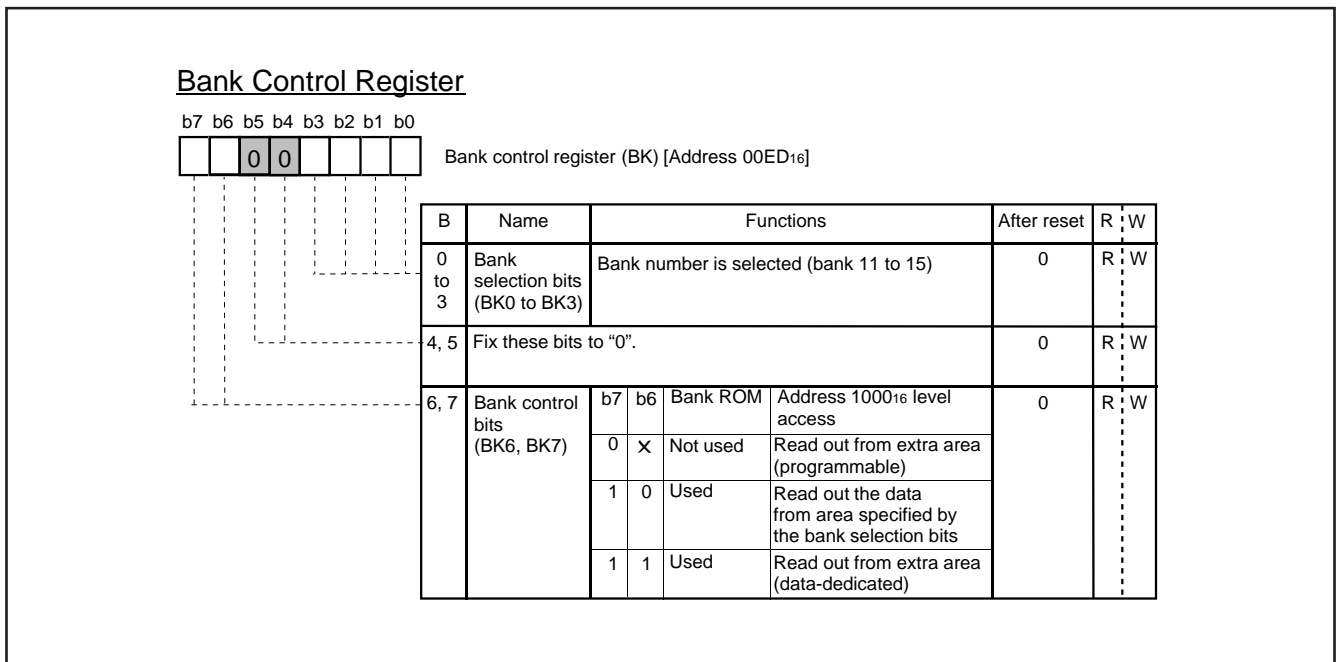 Bank Control Register
b7 b6 b5 b4 b3 b2 b1 b0
0 0
Bank control register (BK) [Address 00ED16]
B Name Functions After reset R W
0 to 3 Bank selection bits (BK0 to BK3) Bank number is selected (bank 11 to 15) 0 R W
4, 5 Fix these bits to “0”. 0 R W
6, 7 Bank control bits (BK6, BK7) b7 b6 Bank ROM Address 100016 level access 0 R W
0 X Not used Read out from extra area (programmable)
1 0 Used Read out the data from area specified by the bank selection bits
1 1 Used Read out from extra area (data-dedicated)